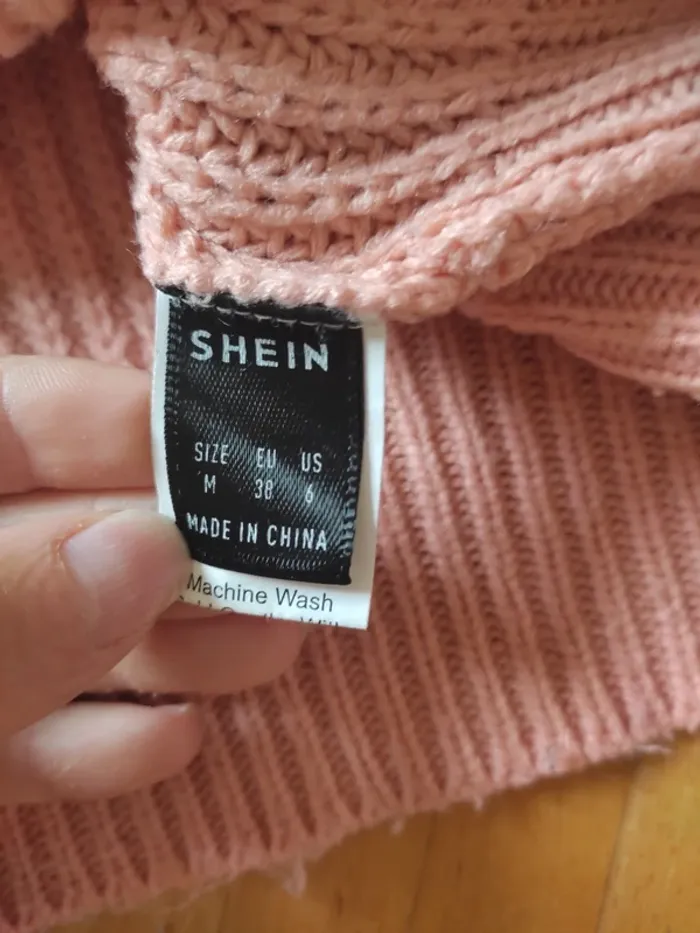 SHEIN
SIZE EU US
M 38 6
MADE IN CHINA
Machine Wash